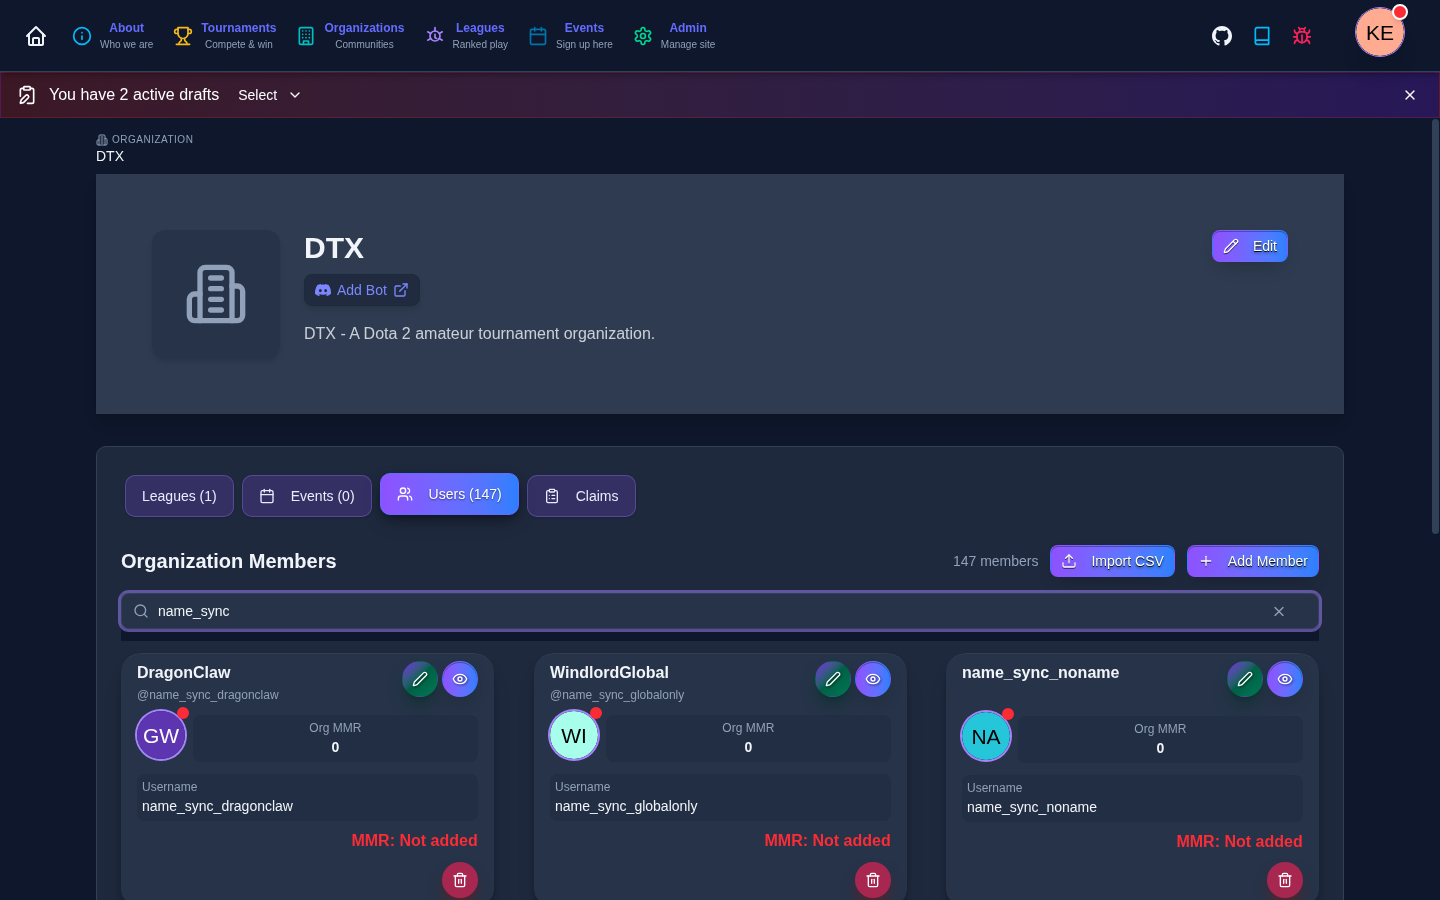 About
Who we are
Tournaments
Compete & win
Organizations
Communities
Leagues
Ranked play
Events
Sign up here
Admin
Manage site
KE
You have 2 active drafts
Select
ORGANIZATION
DTX
DTX
Edit
Add Bot
DTX - A Dota 2 amateur tournament organization.
Leagues (1)
Events (0)
Users (147)
Claims
Organization Members
147 members
Import CSV
Add Member
name_sync
DragonClaw
@name_sync_dragonclaw
GW
Org MMR
0
Username
name_sync_dragonclaw
MMR: Not added
WindlordGlobal
@name_sync_globalonly
WI
Org MMR
0
Username
name_sync_globalonly
MMR: Not added
name_sync_noname
NA
Org MMR
0
Username
name_sync_noname
MMR: Not added